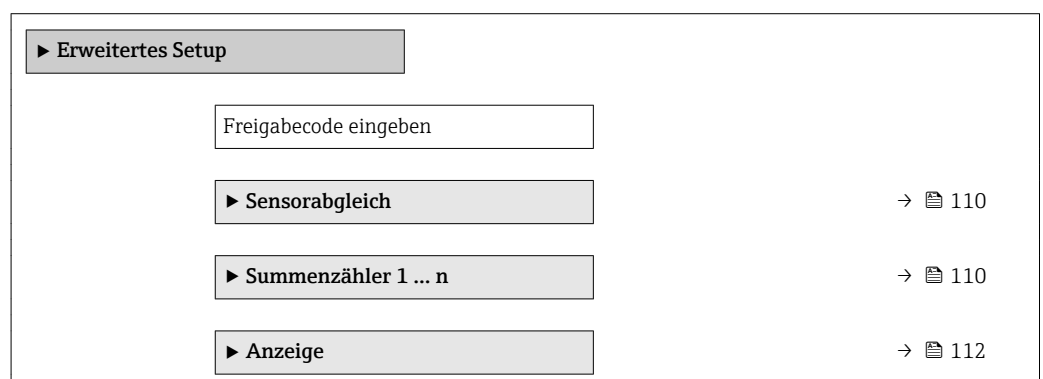 ▶ Erweitertes Setup
Freigabecode eingeben
▶ Sensorabgleich → 110
▶ Summenzähler 1 … n → 110
▶ Anzeige → 112